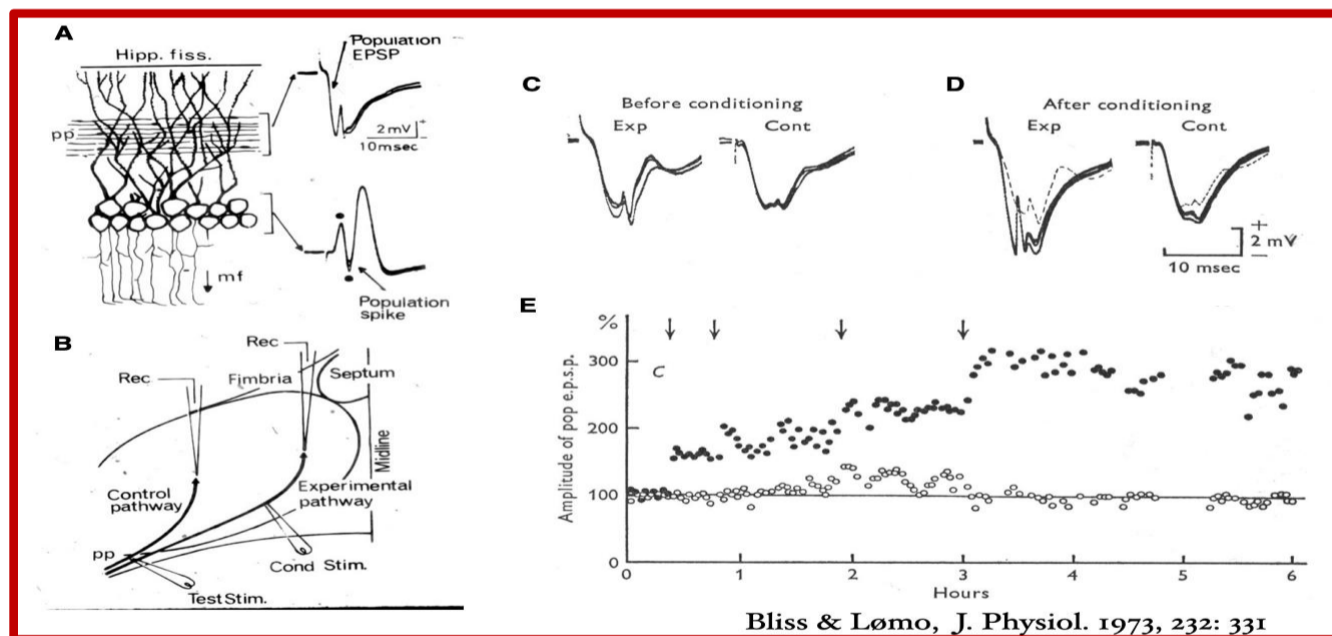 A
Hipp. fiss.
pp
Population
EPSP
2 mV +
10 msec
mf
Population
spike
B
Rec
Rec
Fimbria
Septum
Midline
Control
pathway
Experimental
pathway
pp
Cond Stim.
Test Stim.
C
Before conditioning
Exp
Cont
D
After conditioning
Exp
Cont
+
2 mV
−
10 msec
E
%
300
200
100
0
C
Amplitude of pop e.p.s.p.
0 1 2 3 4 5 6
Hours
Bliss & Lømo, J. Physiol. 1973, 232: 331